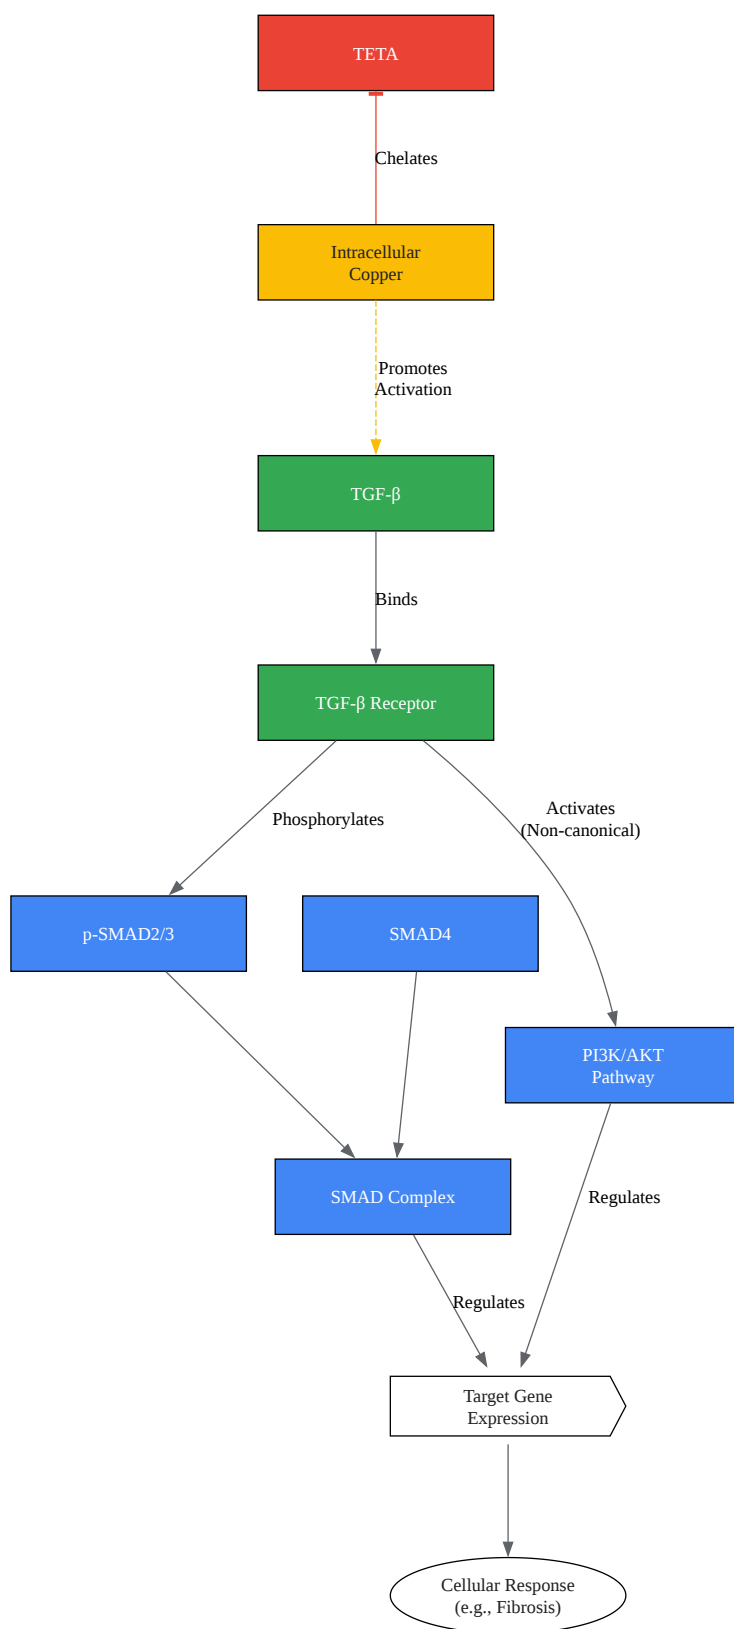 TETA
Chelates
Intracellular
Copper
Promotes
Activation
TGF-β
Binds
TGF-β Receptor
Phosphorylates
Activates
(Non-canonical)
p-SMAD2/3
SMAD4
PI3K/AKT
Pathway
SMAD Complex
Regulates
Regulates
Target Gene
Expression
Cellular Response
(e.g., Fibrosis)